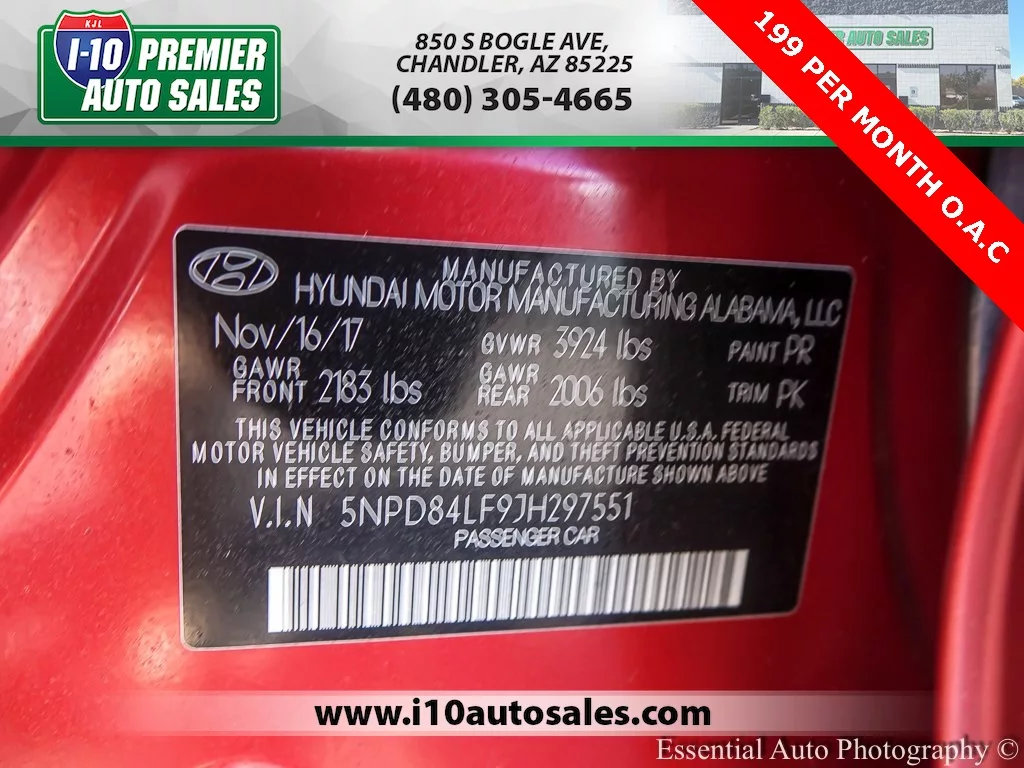 KJL
I-10 PREMIER
AUTO SALES
850 S BOGLE AVE,
CHANDLER, AZ 85225
(480) 305-4665
AUTO SALES
199 PER MONTH O.A.C
MANUFACTURED BY
HYUNDAI MOTOR MANUFACTURING ALABAMA, LLC
Nov/16/17 GVWR 3924 lbs PAINT PR
GAWR FRONT 2183 lbs GAWR REAR 2006 lbs TRIM PK
THIS VEHICLE CONFORMS TO ALL APPLICABLE U.S.A. FEDERAL
MOTOR VEHICLE SAFETY, BUMPER, AND THEFT PREVENTION STANDARDS
IN EFFECT ON THE DATE OF MANUFACTURE SHOWN ABOVE
V.I.N 5NPD84LF9JH297551
PASSENGER CAR
www.i10autosales.com
Essential Auto Photography ©